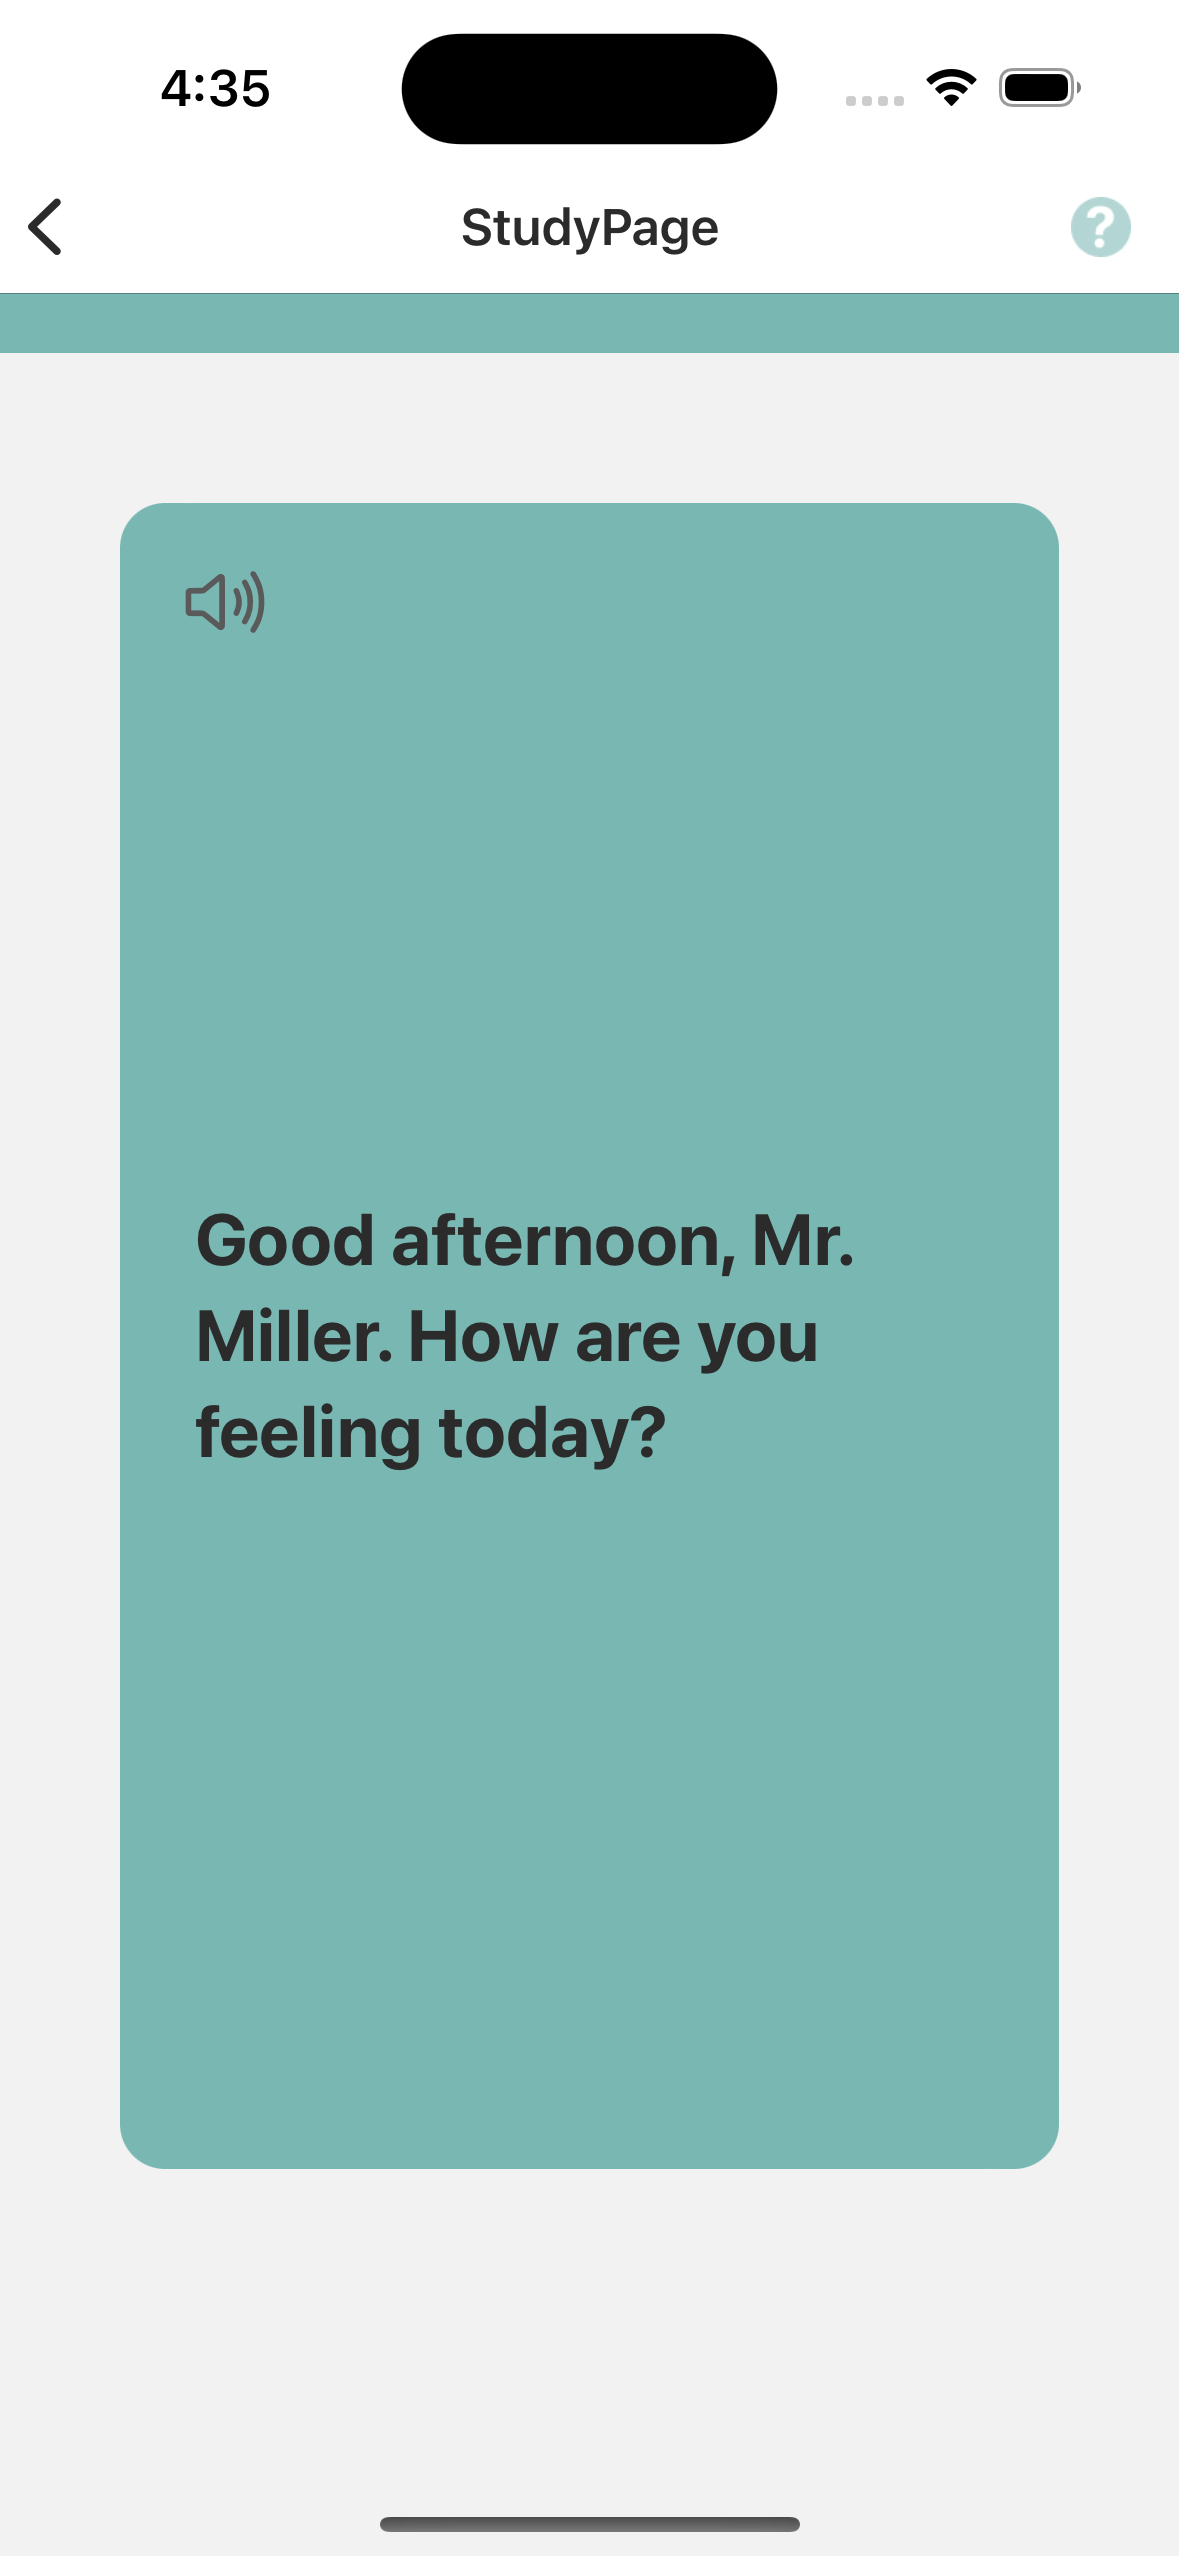 4:35
StudyPage
?
Good afternoon, Mr.
Miller. How are you
feeling today?